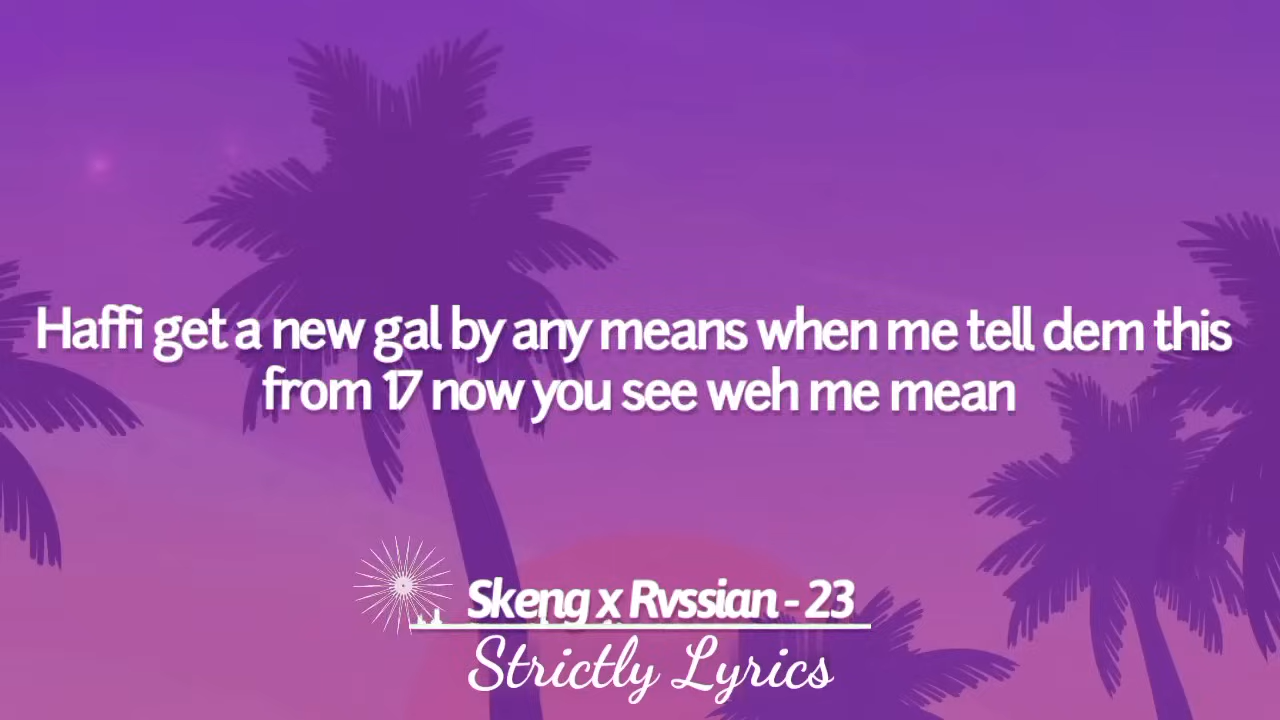 Haffi get a new gal by any means when me tell dem this
from 17 now you see weh me mean
Skeng x Rvssian - 23
Strictly Lyrics